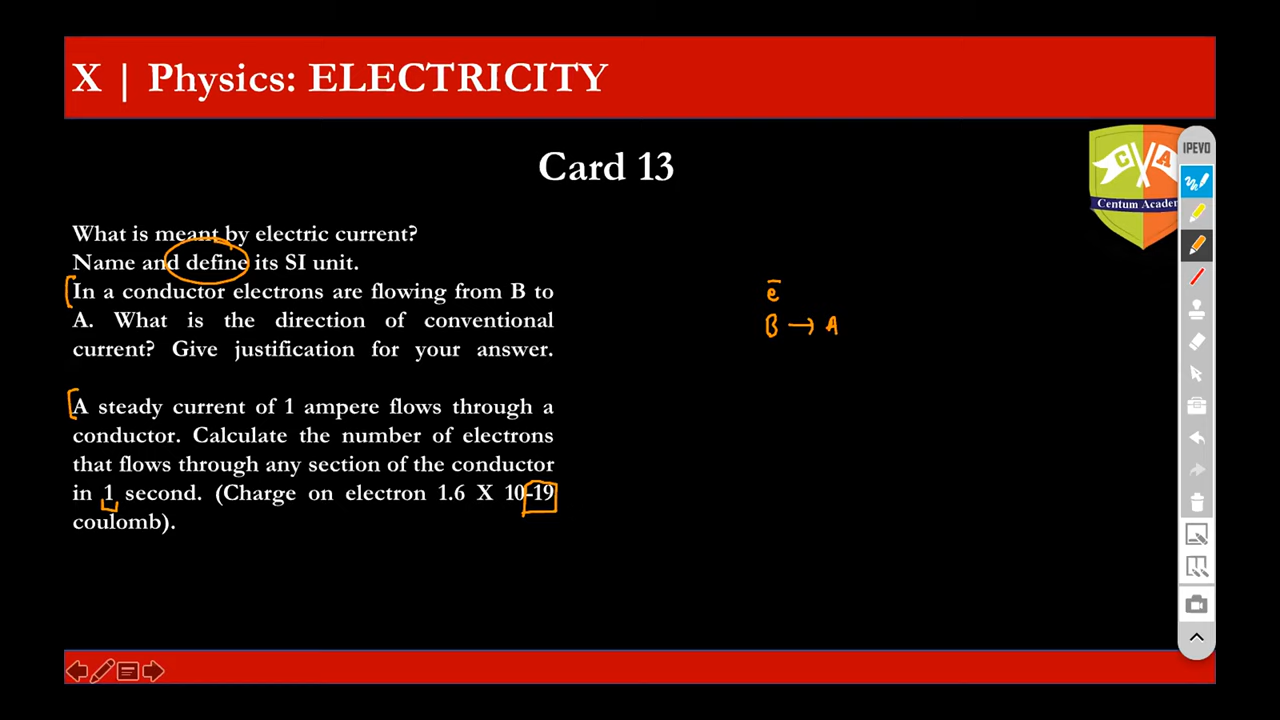 X | Physics: ELECTRICITY
Card 13
C A
Centum Academ
IPEVO
What is meant by electric current?
Name and define its SI unit.
In a conductor electrons are flowing from B to
A. What is the direction of conventional
current? Give justification for your answer.
e̅
B → A
A steady current of 1 ampere flows through a
conductor. Calculate the number of electrons
that flows through any section of the conductor
in 1 second. (Charge on electron 1.6 X 10-19
coulomb).